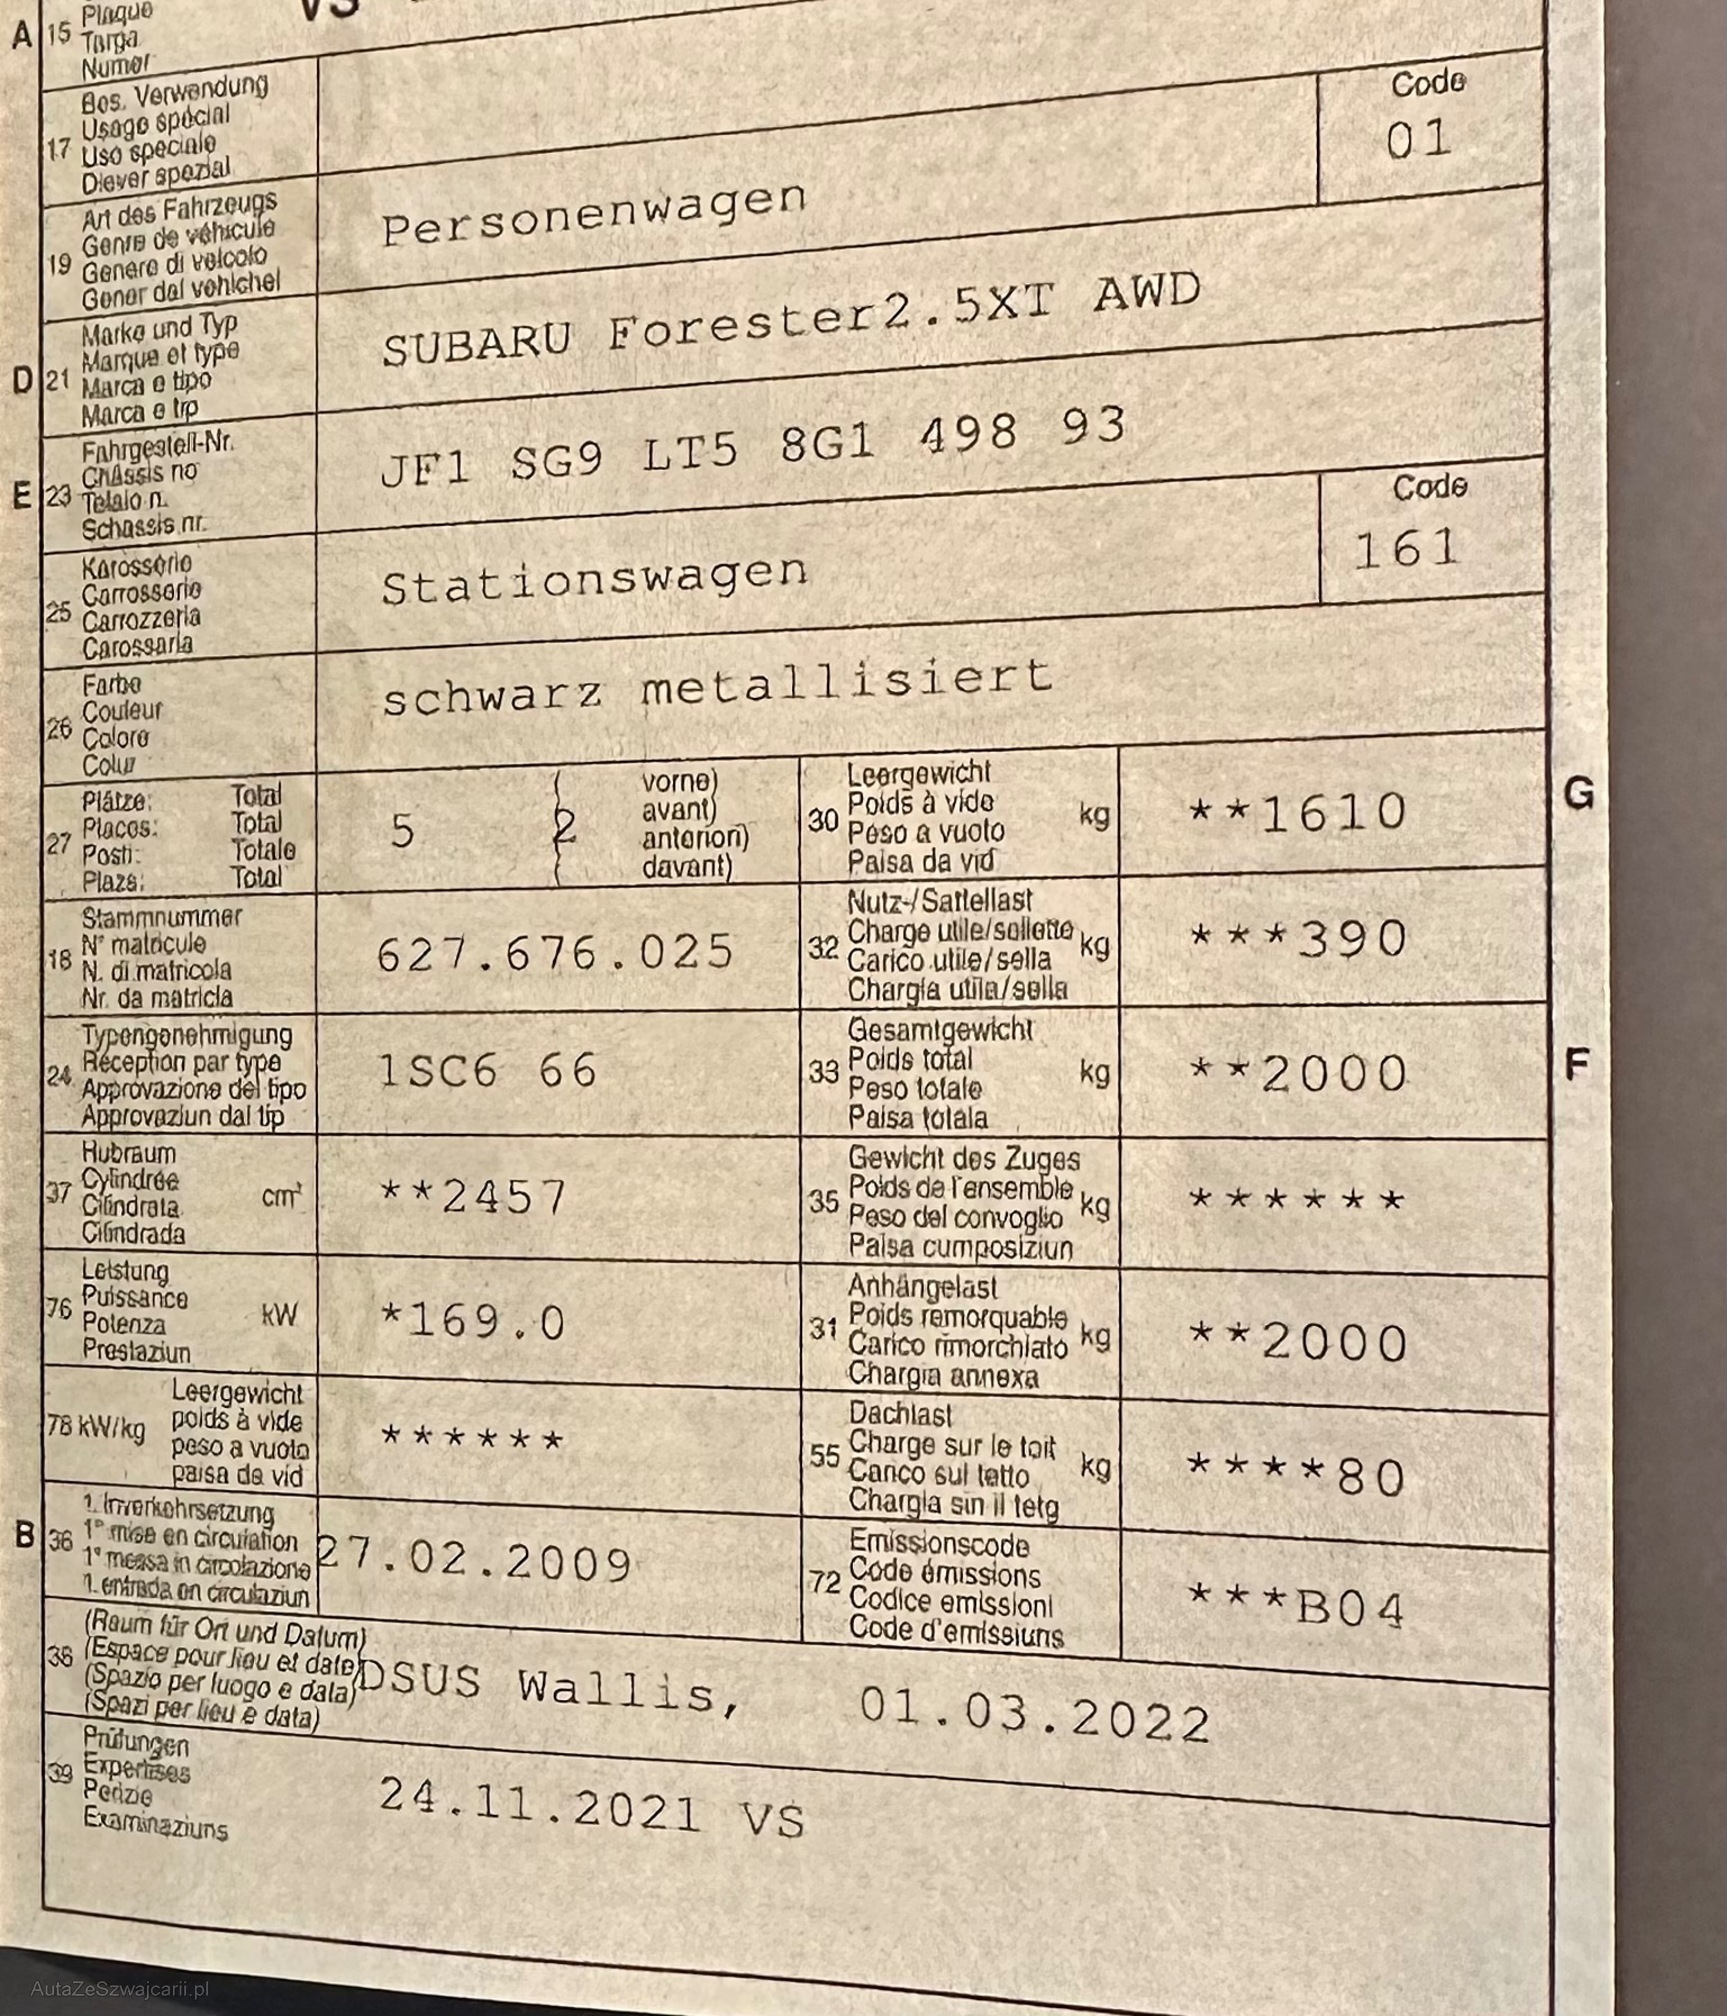 A 15 Plaque
Targa
Numer
VS
17 Bes. Verwendung
Usage spécial
Uso speciale
Diever spezial
Code
01
19 Art des Fahrzeugs
Genre de véhicule
Genere di veicolo
Gener dal vehichel
Personenwagen
D 21 Marke und Typ
Marque et type
Marca e tipo
Marca e tip
SUBARU Forester2.5XT AWD
E 23 Fahrgestell-Nr.
Châssis no
Telaio n.
Schassis nr.
JF1 SG9 LT5 8G1 498 93
25 Karosserie
Carrosserie
Carrozzeria
Carossaria
Stationswagen
Code
161
26 Farbe
Couleur
Colore
Colur
schwarz metallisiert
27 Plätze: Total
Places: Total
Posti: Totale
Plazs: Total
5 2
vorne)
avant)
anteriori)
davant)
30 Leergewicht
Poids à vide
Peso a vuoto
Paisa da vid
kg **1610 G
18 Stammnummer
N° matricule
N. di matricola
Nr. da matricla
627.676.025
32 Nutz-/Sattellast
Charge utile/sellette
Carico utile/sella
Chargia utila/sella
kg ***390
24 Typengenehmigung
Réception par type
Approvazione del tipo
Approvaziun dal tip
1SC6 66
33 Gesamtgewicht
Poids total
Peso totale
Paisa totala
kg **2000 F
37 Hubraum
Cylindrée
Cilindrata
Cilindrada
cm³ **2457
35 Gewicht des Zuges
Poids de l'ensemble
Peso del convoglio
Paisa cumposiziun
kg ******
76 Leistung
Puissance
Potenza
Prestaziun
kW *169.0
31 Anhängelast
Poids remorquable
Carico rimorchiato
Chargia annexa
kg **2000
78 kW/kg Leergewicht
poids à vide
peso a vuoto
paisa da vid
******
55 Dachlast
Charge sur le toit
Carico sul tetto
Chargia sin il tetg
kg ****80
B 36 1. Inverkehrsetzung
1re mise en circulation
1a messa in circolazione
1. entrada en circulaziun
27.02.2009
72 Emissionscode
Code émissions
Codice emissioni
Code d'emissiuns
***B04
38 (Raum für Ort und Datum)
(Espace pour lieu et date)
(Spazio per luogo e data)
(Spazi per lieu e data)
DSUS Wallis, 01.03.2022
39 Prüfungen
Expertises
Perizie
Examinaziuns
24.11.2021 VS
AutaZeSzwajcarii.pl